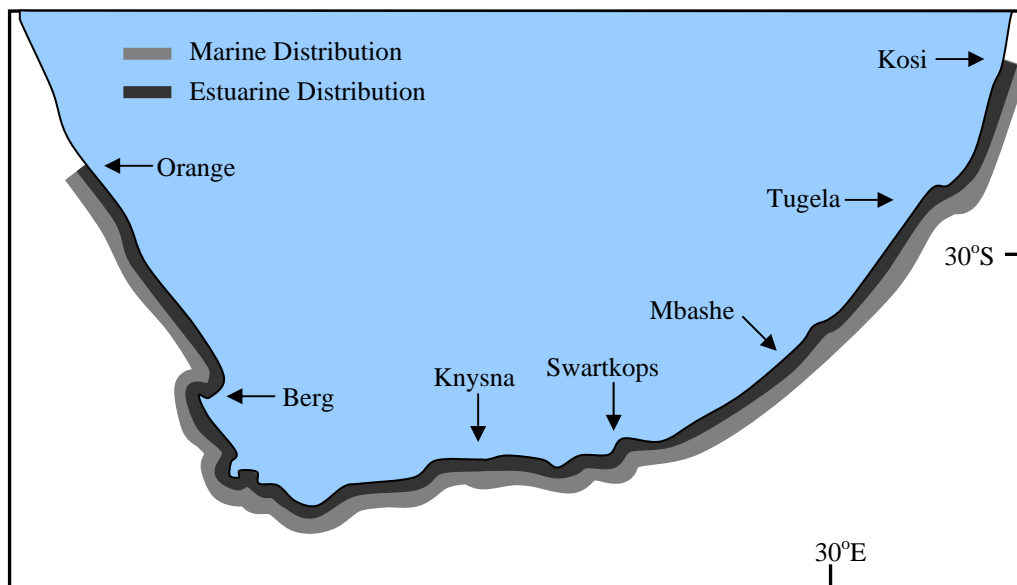 Marine Distribution
Estuarine Distribution
Kosi
Orange
Tugela
30°S
Mbashe
Swartkops
Knysna
Berg
30°E